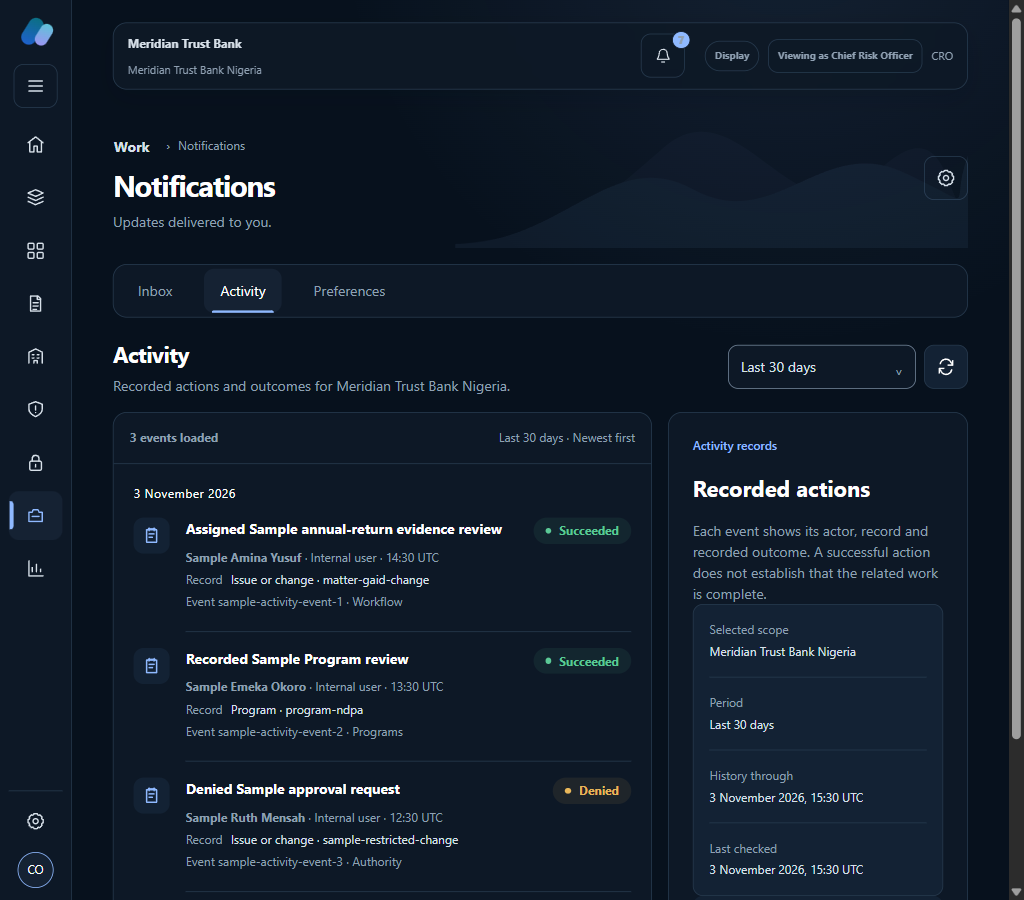 Meridian Trust Bank
Meridian Trust Bank Nigeria
7
Display
Viewing as Chief Risk Officer
CRO
Work › Notifications
Notifications
Updates delivered to you.
Inbox
Activity
Preferences
Activity
Recorded actions and outcomes for Meridian Trust Bank Nigeria.
Last 30 days
3 events loaded
Last 30 days · Newest first
3 November 2026
Assigned Sample annual-return evidence review
Succeeded
Sample Amina Yusuf · Internal user · 14:30 UTC
Record Issue or change · matter-gaid-change
Event sample-activity-event-1 · Workflow
Recorded Sample Program review
Succeeded
Sample Emeka Okoro · Internal user · 13:30 UTC
Record Program · program-ndpa
Event sample-activity-event-2 · Programs
Denied Sample approval request
Denied
Sample Ruth Mensah · Internal user · 12:30 UTC
Record Issue or change · sample-restricted-change
Event sample-activity-event-3 · Authority
Activity records
Recorded actions
Each event shows its actor, record and
recorded outcome. A successful action
does not establish that the related work
is complete.
Selected scope
Meridian Trust Bank Nigeria
Period
Last 30 days
History through
3 November 2026, 15:30 UTC
Last checked
3 November 2026, 15:30 UTC
CO